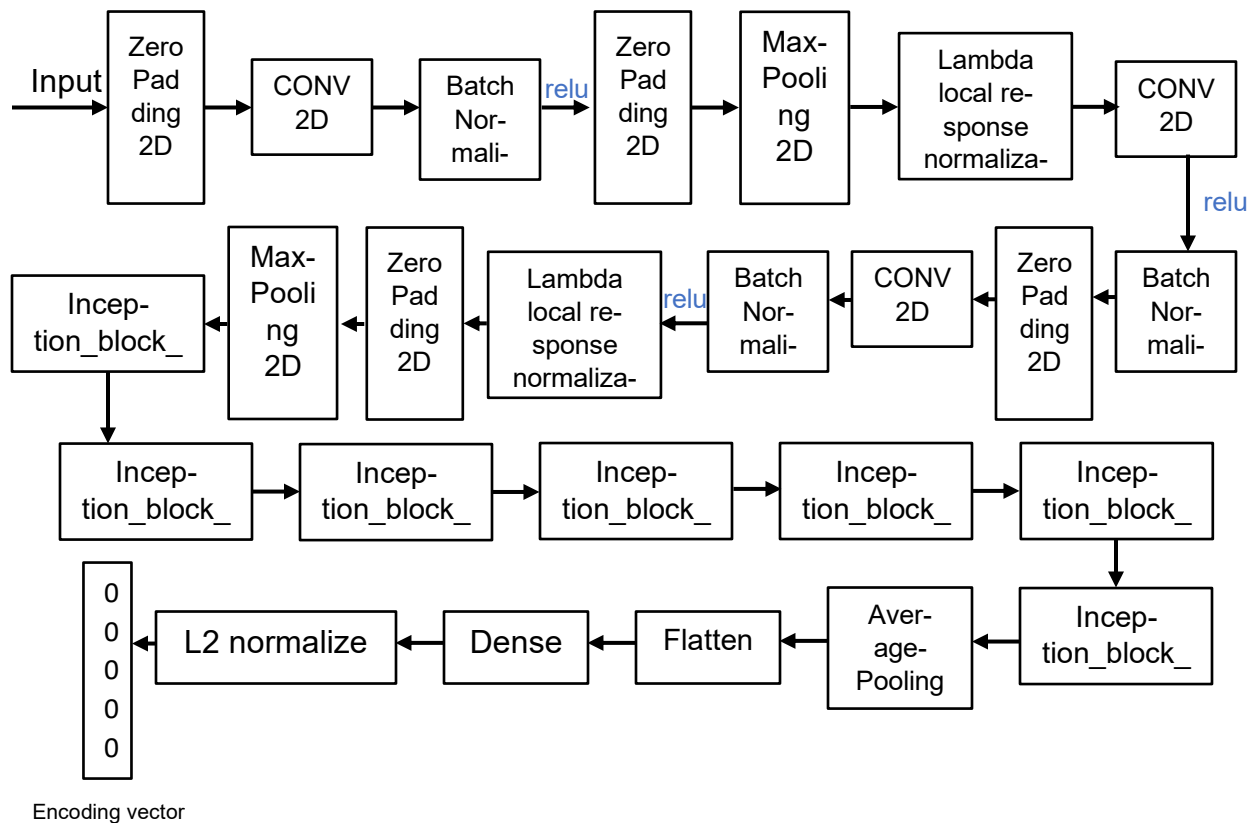 Input
Zero
Pad
ding
2D
CONV
2D
Batch
Nor-
mali-
relu
Zero
Pad
ding
2D
Max-
Pooli
ng
2D
Lambda
local re-
sponse
normaliza-
CONV
2D
relu
Batch
Nor-
mali-
Zero
Pad
ding
2D
CONV
2D
Batch
Nor-
mali-
relu
Lambda
local re-
sponse
normaliza-
Zero
Pad
ding
2D
Max-
Pooli
ng
2D
Incep-
tion_block_
Incep-
tion_block_
Incep-
tion_block_
Incep-
tion_block_
Incep-
tion_block_
Incep-
tion_block_
Incep-
tion_block_
Aver-
age-
Pooling
Flatten
Dense
L2 normalize
0
0
0
0
0
Encoding vector